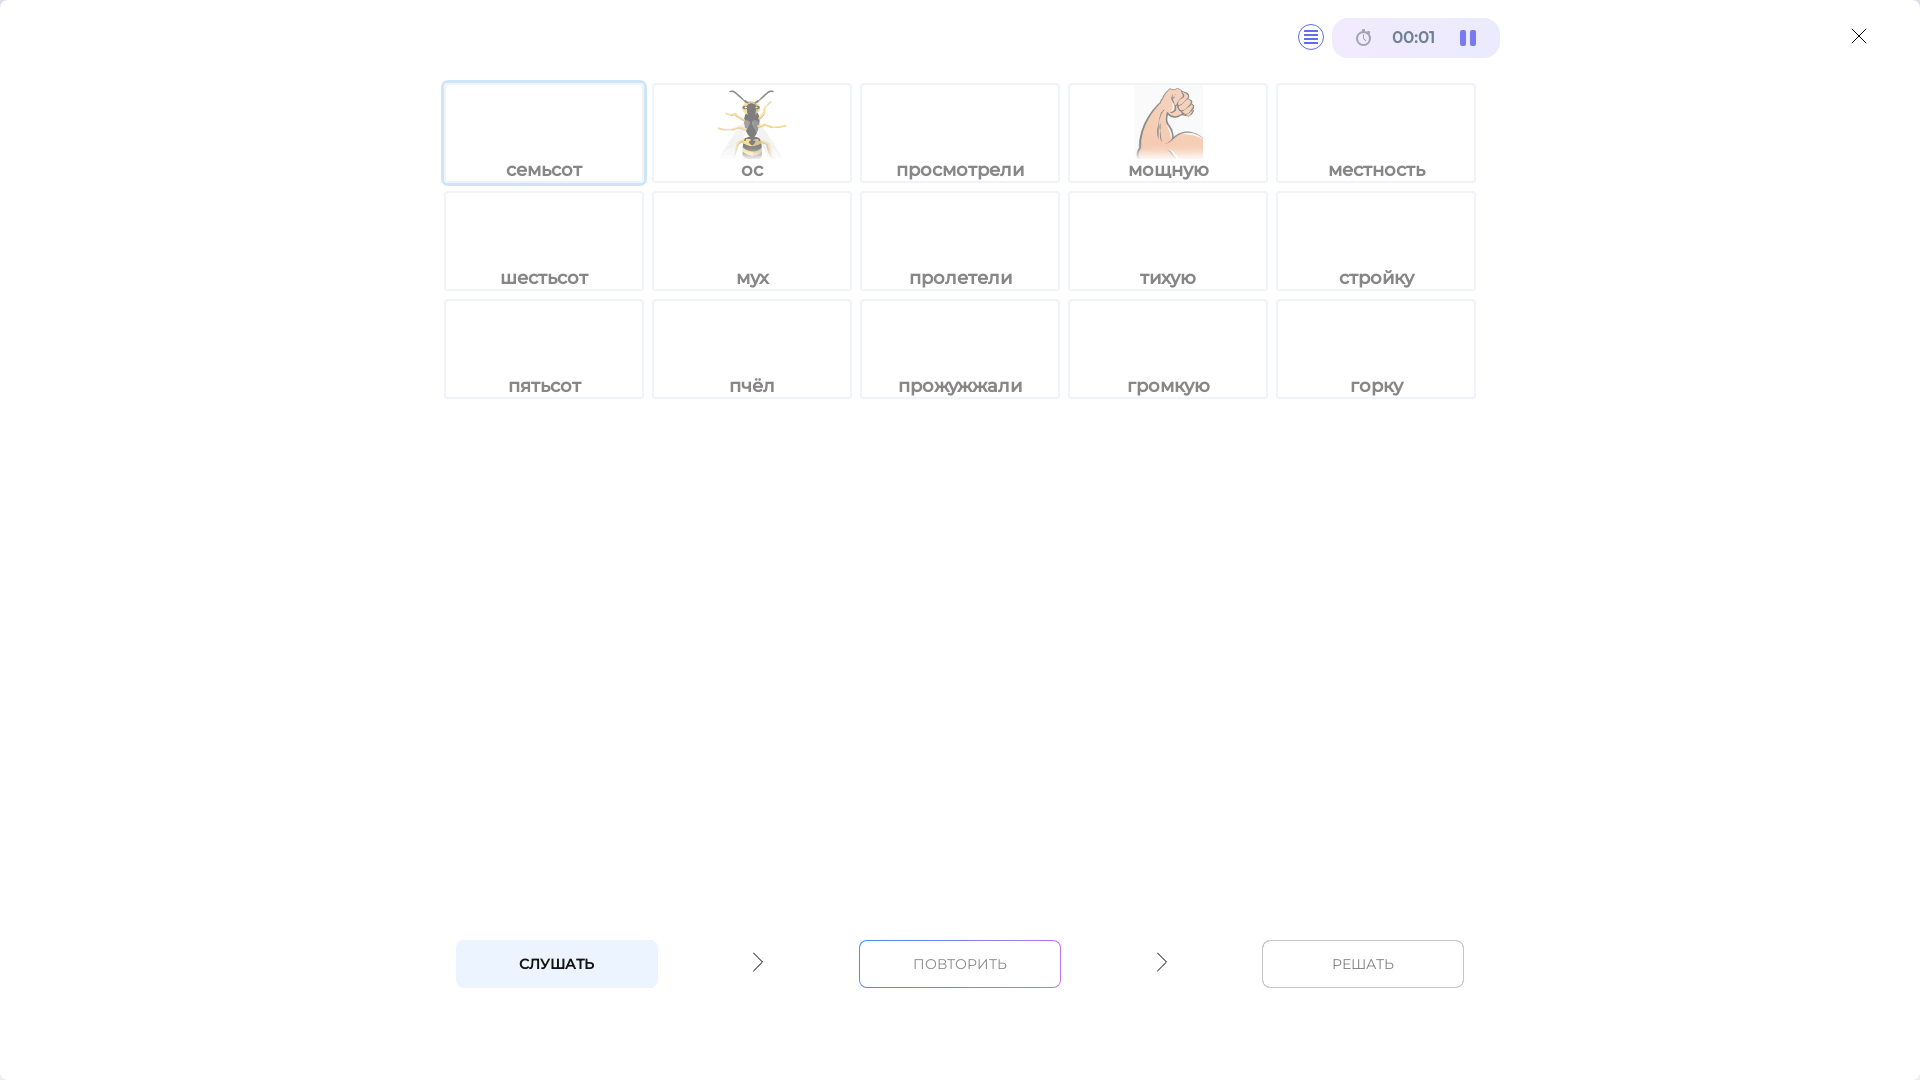 00:01
семьсот ос просмотрели мощную местность
шестьсот мух пролетели тихую стройку
пятьсот пчёл прожужжали громкую горку
СЛУШАТЬ ПОВТОРИТЬ РЕШАТЬ